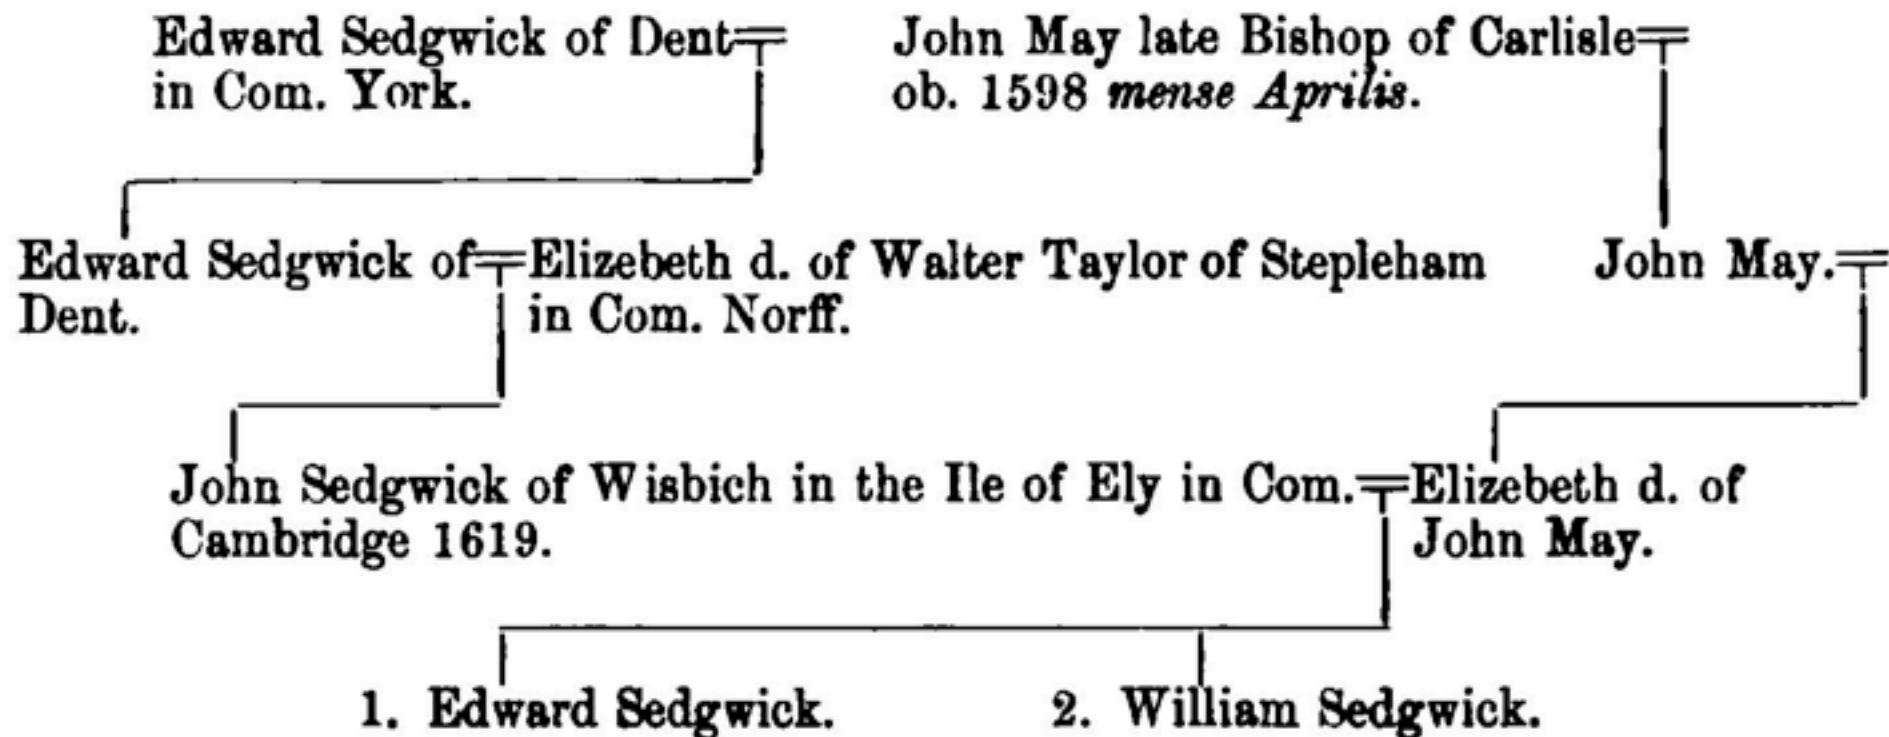 Edward Sedgwick of Dent
in Com. York.
John May late Bishop of Carlisle
ob. 1598 mense Aprilis.
Edward Sedgwick of
Dent.
Elizebeth d. of Walter Taylor of Stepleham
in Com. Norff.
John May.
John Sedgwick of Wisbich in the Ile of Ely in Com.
Cambridge 1619.
Elizebeth d. of
John May.
1. Edward Sedgwick.
2. William Sedgwick.